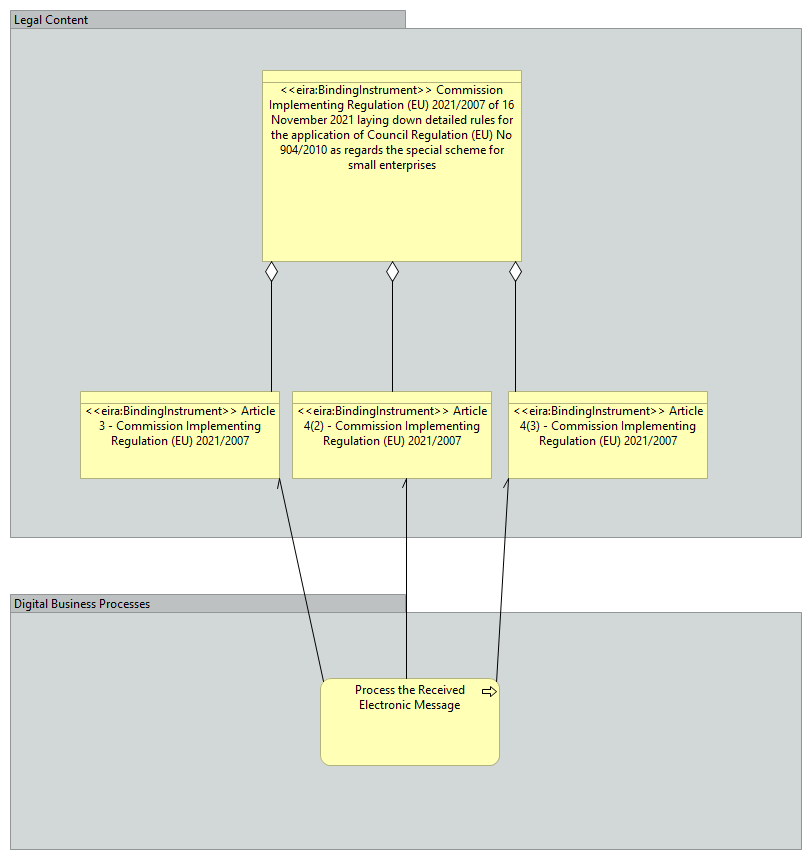 Legal Content
<<eira:BindingInstrument>> Commission
Implementing Regulation (EU) 2021/2007 of 16
November 2021 laying down detailed rules for
the application of Council Regulation (EU) No
904/2010 as regards the special scheme for
small enterprises
<<eira:BindingInstrument>> Article
3 - Commission Implementing
Regulation (EU) 2021/2007
<<eira:BindingInstrument>> Article
4(2) - Commission Implementing
Regulation (EU) 2021/2007
<<eira:BindingInstrument>> Article
4(3) - Commission Implementing
Regulation (EU) 2021/2007
Digital Business Processes
Process the Received
Electronic Message